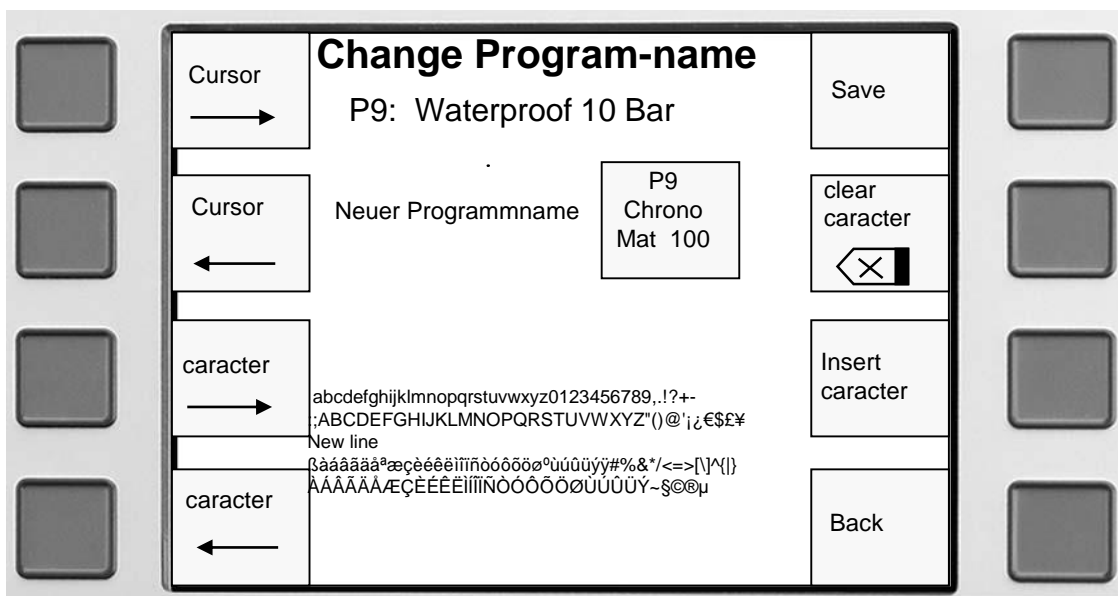 Change Program-name
P9: Waterproof 10 Bar
.
Cursor
Cursor
caracter
caracter
Neuer Programmname
P9
Chrono
Mat 100
abcdefghijklmnopqrstuvwxyz0123456789,.!?+-
:;ABCDEFGHIJKLMNOPQRSTUVWXYZ"()@'¡¿€$£¥
New line
ßàáâãäåªæçèéêëìîïñòóôõöøºùúûüýÿ#%&*/<=>[\]^{|}
ÀÁÂÃÄÅÆÇÈÉÊËÌÍÎÏÑÒÓÔÕÖØÙÚÛÜÝ~§©®µ
Save
clear
caracter
Insert
caracter
Back